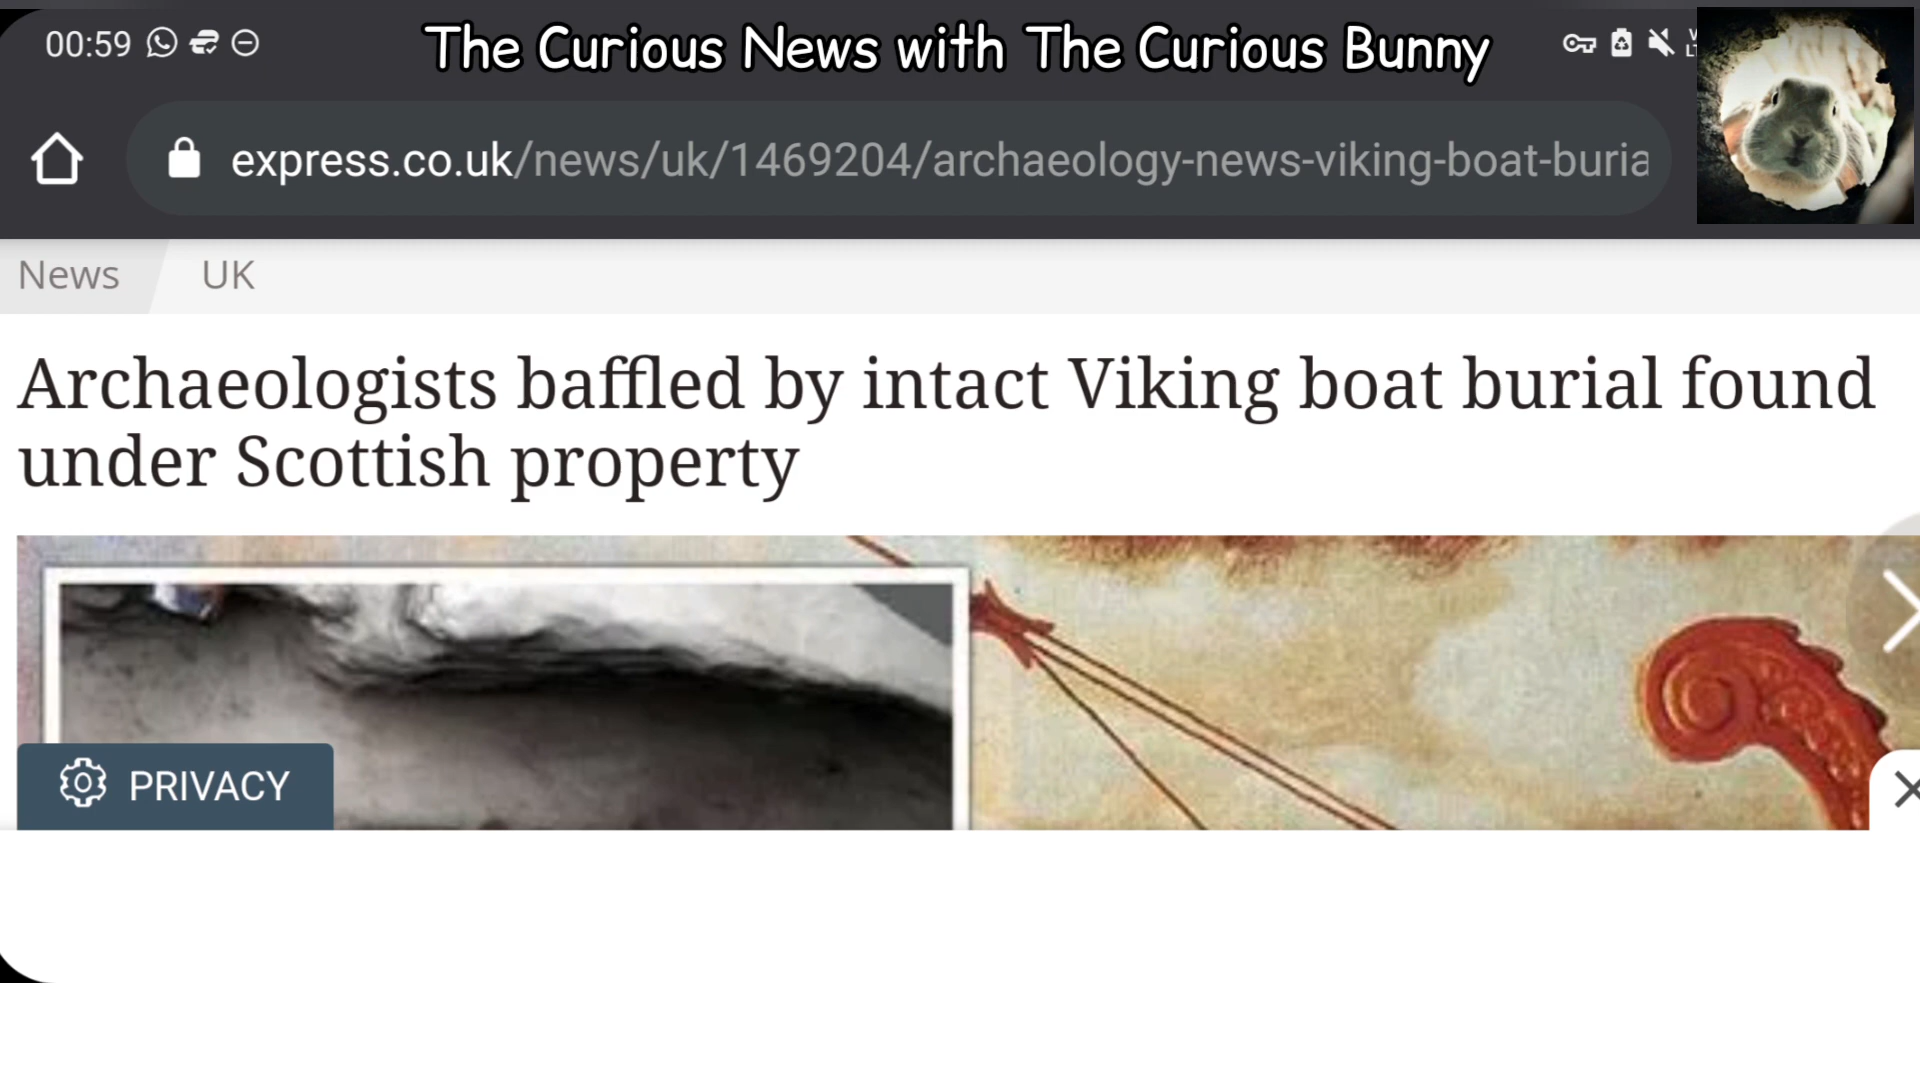 00:59
The Curious News with The Curious Bunny
express.co.uk/news/uk/1469204/archaeology-news-viking-boat-buria
News UK
Archaeologists baffled by intact Viking boat burial found
under Scottish property
PRIVACY